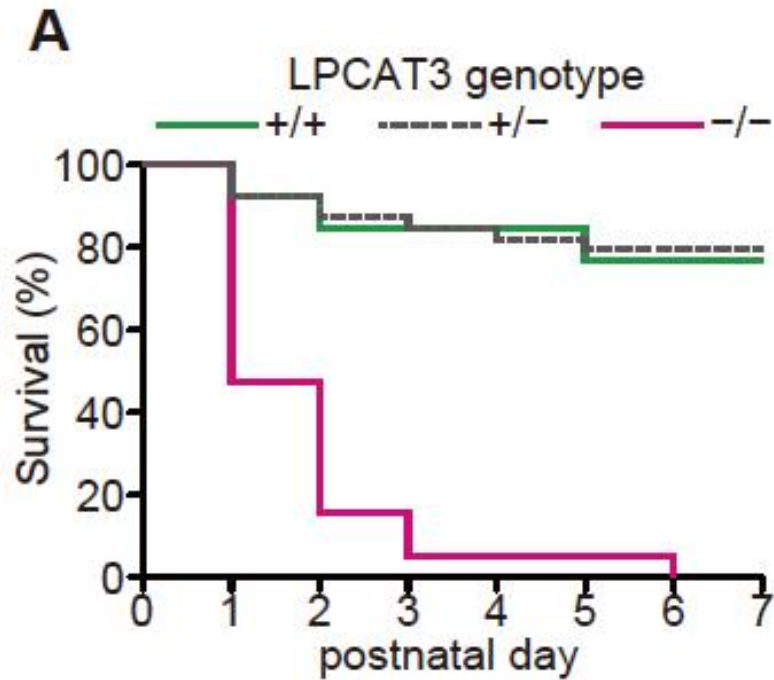 A
LPCAT3 genotype
+/+ +/− −/−
100
80
60
40
20
0
Survival (%)
0 1 2 3 4 5 6 7
postnatal day